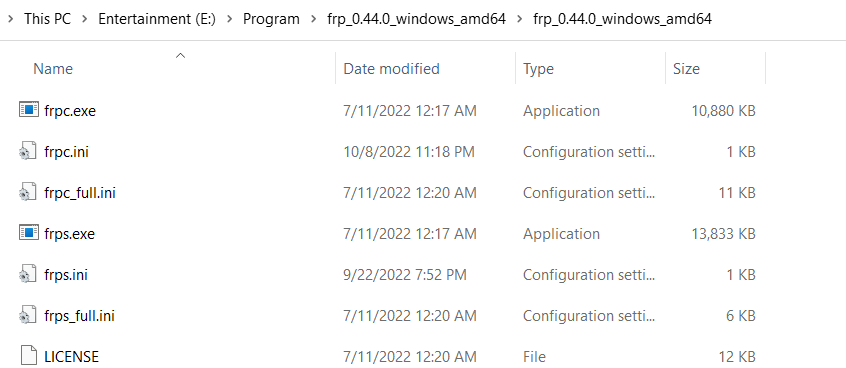 This PC > Entertainment (E:) > Program > frp_0.44.0_windows_amd64 > frp_0.44.0_windows_amd64
Name Date modified Type Size
frpc.exe 7/11/2022 12:17 AM Application 10,880 KB
frpc.ini 10/8/2022 11:18 PM Configuration setti... 1 KB
frpc_full.ini 7/11/2022 12:20 AM Configuration setti... 11 KB
frps.exe 7/11/2022 12:17 AM Application 13,833 KB
frps.ini 9/22/2022 7:52 PM Configuration setti... 1 KB
frps_full.ini 7/11/2022 12:20 AM Configuration setti... 6 KB
LICENSE 7/11/2022 12:20 AM File 12 KB